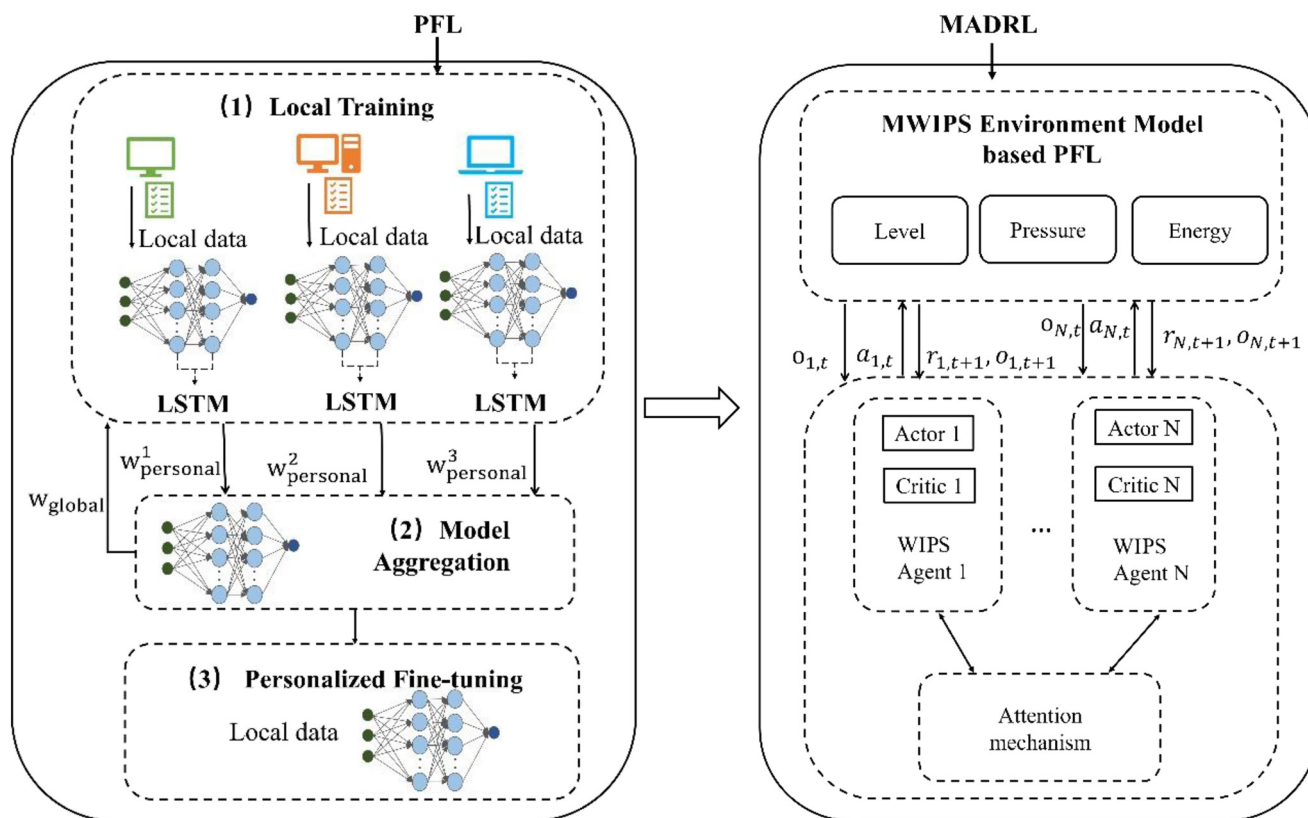 PFL
(1) Local Training
Local data
Local data
Local data
LSTM
LSTM
LSTM
w_global
w^1_personal
w^2_personal
w^3_personal
(2) Model
Aggregation
(3) Personalized Fine-tuning
Local data
MADRL
MWIPS Environment Model
based PFL
Level
Pressure
Energy
o_{1,t}
a_{1,t}
r_{1,t+1}, o_{1,t+1}
o_{N,t}
a_{N,t}
r_{N,t+1}, o_{N,t+1}
Actor 1
Critic 1
WIPS
Agent 1
...
Actor N
Critic N
WIPS
Agent N
Attention
mechanism